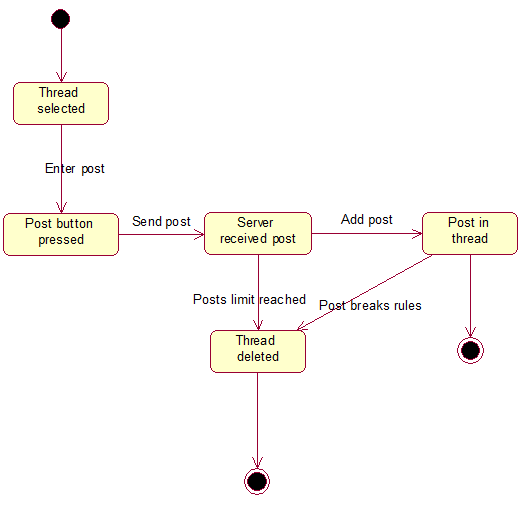 Thread
selected
Enter post
Post button
pressed
Send post
Server
received post
Add post
Post in
thread
Posts limit reached
Post breaks rules
Thread
deleted